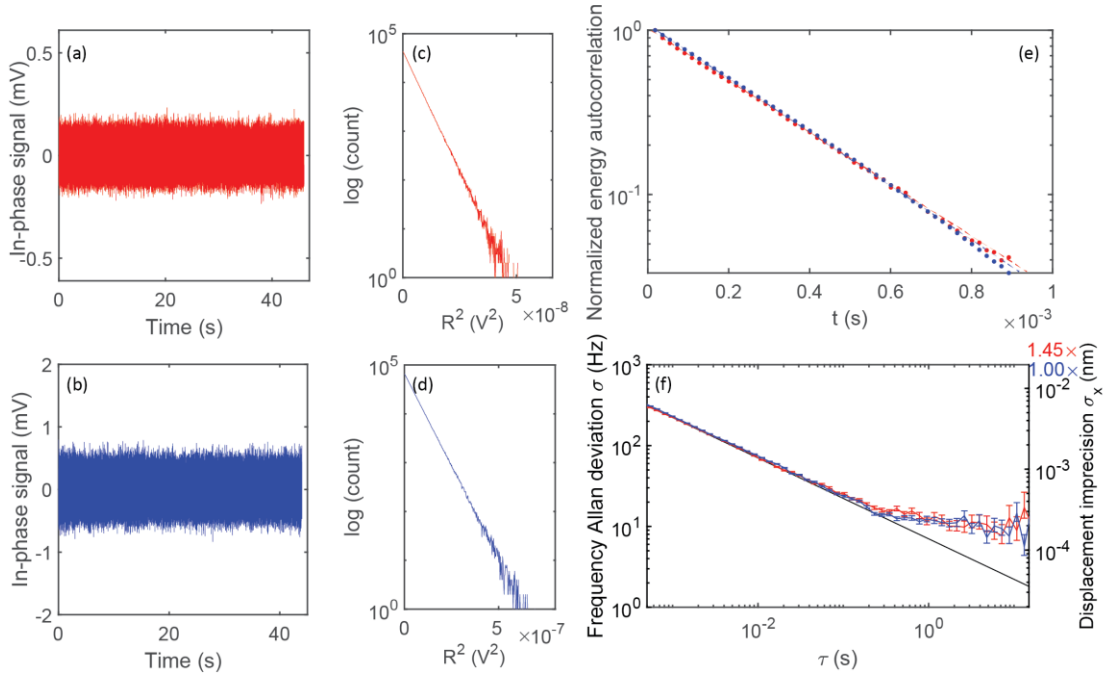 (a)
In-phase signal (mV)
0.5
0
-0.5
0
20
40
Time (s)
(c)
log (count)
10^5
10^0
0
5
×10^-8
R^2 (V^2)
(e)
Normalized energy autocorrelation
10^0
10^-1
0
0.2
0.4
0.6
0.8
1
×10^-3
t (s)
(b)
In-phase signal (mV)
2
1
0
-1
-2
0
20
40
Time (s)
(d)
log (count)
10^5
10^0
0
5
×10^-7
R^2 (V^2)
(f)
Frequency Allan deviation σ (Hz)
10^3
10^2
10^1
10^0
10^-2
10^0
τ (s)
1.45×
1.00×
10^-2
10^-3
10^-4
Displacement imprecision σ_x (nm)